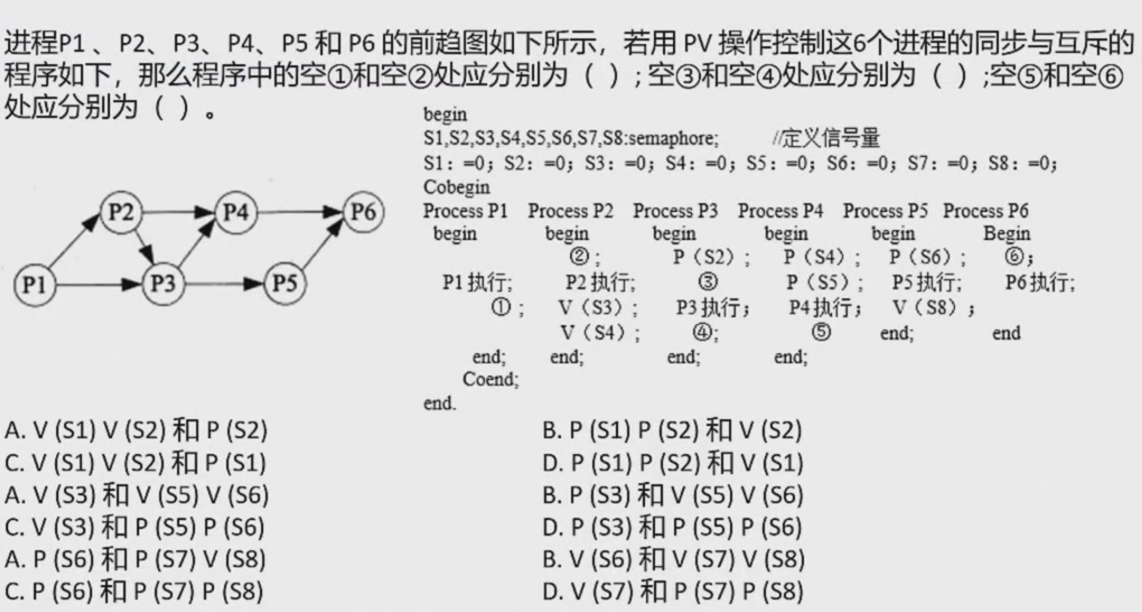 进程P1 、P2、P3、P4、P5 和 P6 的前趋图如下所示，若用 PV 操作控制这6个进程的同步与互斥的
程序如下，那么程序中的空①和空②处应分别为（ ）; 空③和空④处应分别为（ ）;空⑤和空⑥
处应分别为（ ）。
begin
S1,S2,S3,S4,S5,S6,S7,S8:semaphore; //定义信号量
S1：=0；S2：=0；S3：=0；S4：=0；S5：=0；S6：=0；S7：=0；S8：=0；
Cobegin
Process P1 Process P2 Process P3 Process P4 Process P5 Process P6
begin begin begin begin begin Begin
②； P（S2）； P（S4）； P（S6）； ⑥；
P1 执行; P2 执行; ③ P（S5）； P5 执行; P6执行;
①； V（S3）； P3 执行； P4执行； V（S8）；
V（S4）； ④; ⑤ end; end
end; end; end; end;
Coend;
end.
P1
P2
P3
P4
P5
P6
A. V (S1) V (S2) 和 P (S2) B. P (S1) P (S2) 和 V (S2)
C. V (S1) V (S2) 和 P (S1) D. P (S1) P (S2) 和 V (S1)
A. V (S3) 和 V (S5) V (S6) B. P (S3) 和 V (S5) V (S6)
C. V (S3) 和 P (S5) P (S6) D. P (S3) 和 P (S5) P (S6)
A. P (S6) 和 P (S7) V (S8) B. V (S6) 和 V (S7) V (S8)
C. P (S6) 和 P (S7) P (S8) D. V (S7) 和 P (S7) P (S8)